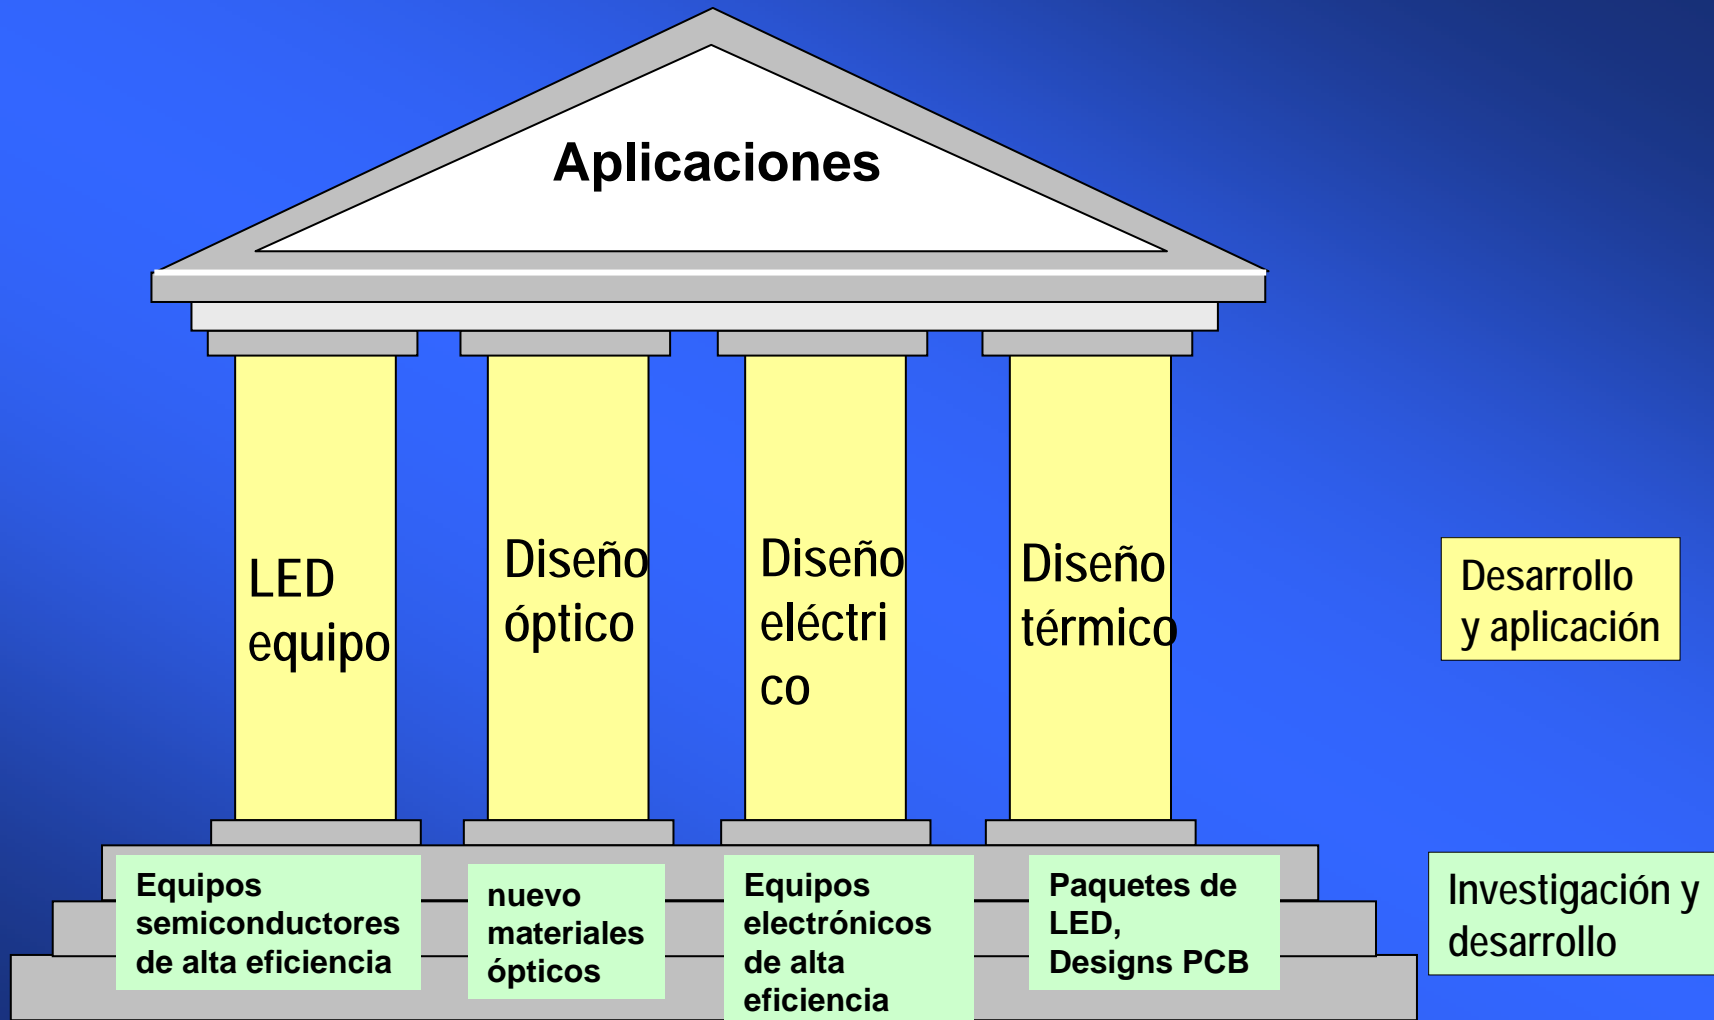 Aplicaciones
LED
equipo
Diseño
óptico
Diseño
eléctri
co
Diseño
térmico
Desarrollo
y aplicación
Equipos
semiconductores
de alta eficiencia
nuevo
materiales
ópticos
Equipos
electrónicos
de alta
eficiencia
Paquetes de
LED,
Designs PCB
Investigación y
desarrollo